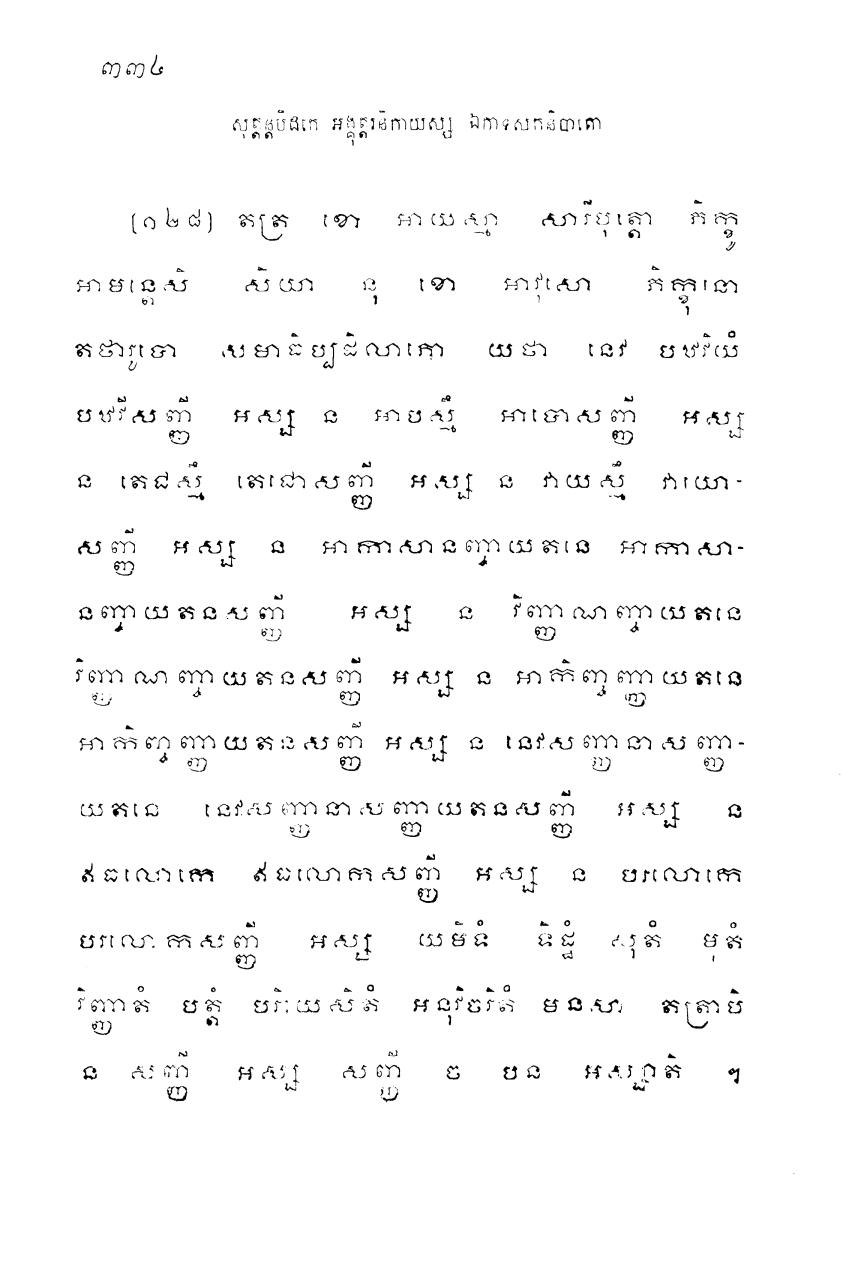 ៣៣៤
សុត្តន្តបិដកេ អង្គុត្តរនិកាយស្ស ឯកាទសកនិបាតោ
[១២៨] តត្រ ខោ អាយស្មា សារីបុត្តោ ភិក្ខូ
អាមន្តេសិ សិយា នុ ខោ អាវុសោ ភិក្ខុនោ
តថារូបោ សមាធិប្បដិលាភោ យថា នេវ បឋវិយំ
បឋវីសញ្ញី អស្ស ន អាបស្មឹ អាបោសញ្ញី អស្ស
ន តេជស្មឹ តេជោសញ្ញី អស្ស ន វាយស្មឹ វាយោ-
សញ្ញី អស្ស ន អាកាសានញ្ចាយតនេ អាកាសា-
នញ្ចាយតនសញ្ញី អស្ស ន វិញ្ញាណញ្ចាយតនេ
វិញ្ញាណញ្ចាយតនសញ្ញី អស្ស ន អាកិញ្ចញ្ញាយតនេ
អាកិញ្ចញ្ញាយតនសញ្ញី អស្ស ន នេវសញ្ញានាសញ្ញា-
យតនេ នេវសញ្ញានាសញ្ញាយតនសញ្ញី អស្ស ន
ឥធលោកេ ឥធលោកសញ្ញី អស្ស ន បរលោកេ
បរលោកសញ្ញី អស្ស យមិទំ ទិដ្ឋំ សុតំ មុតំ
វិញ្ញាតំ បត្តំ បរិយេសិតំ អនុវិចរិតំ មនសា តត្រាបិ
ន សញ្ញី អស្ស សញ្ញី ច បន អស្សាតិ ។